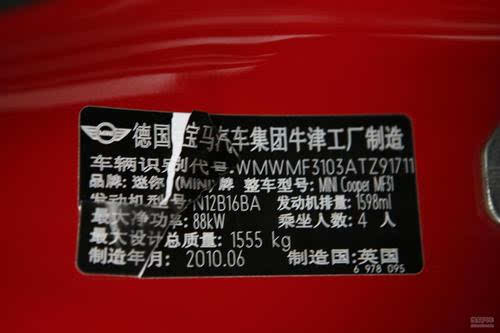 MINI 德国宝马汽车集团牛津工厂制造
车辆识别代号:WMWMF3103ATZ91711
品牌:迷你(MINI)牌 整车型号:MINI Cooper MF31
发动机型号:N12B16BA 发动机排量:1598ml
最大净功率:88kW 乘坐人数:4 人
最大设计总质量:1555 kg
制造年月:2010.06 制造国:英国
6 978 095